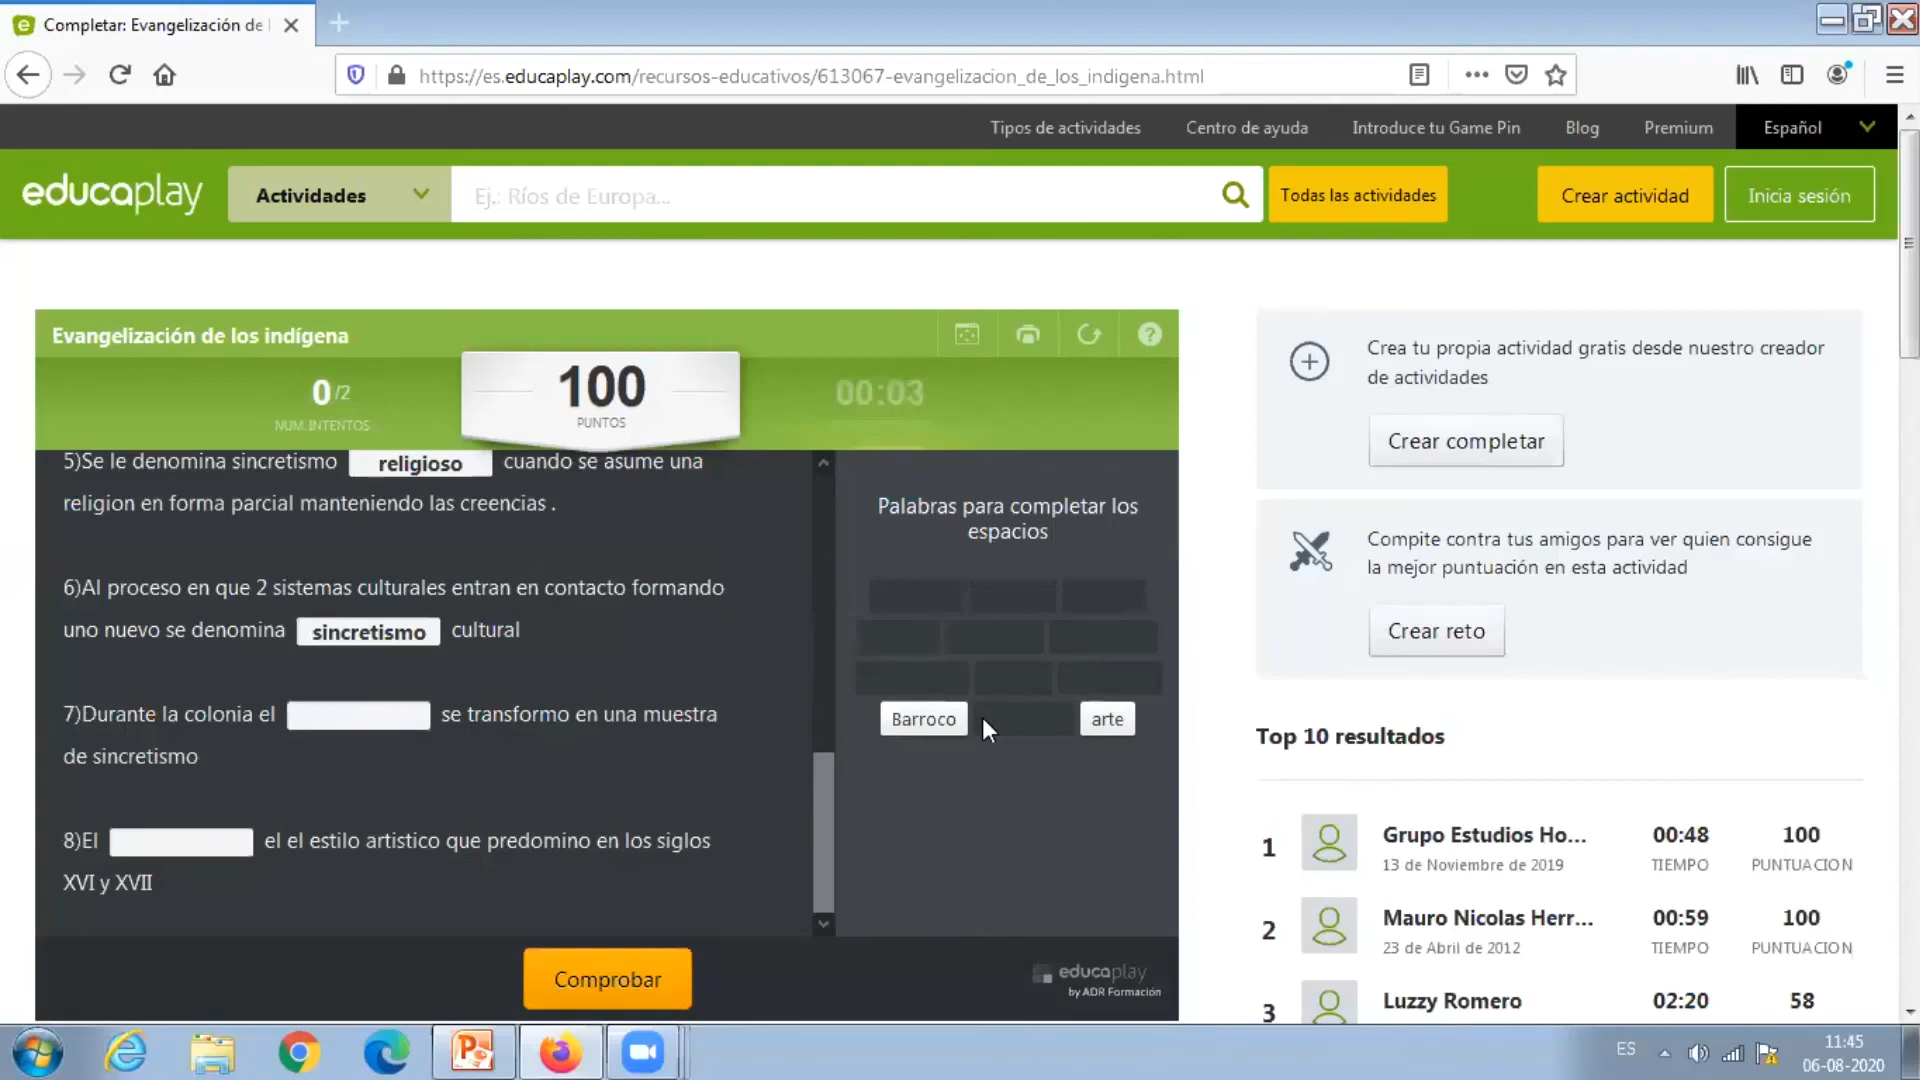 Completar: Evangelización de l
https://es.educaplay.com/recursos-educativos/613067-evangelizacion_de_los_indigena.html
Tipos de actividades
Centro de ayuda
Introduce tu Game Pin
Blog
Premium
Español
educaplay
Actividades
Ej.: Ríos de Europa...
Todas las actividades
Crear actividad
Inicia sesión
Evangelización de los indígena
0 /2
NUM. INTENTOS
100
PUNTOS
00:03
5)Se le denomina sincretismo religioso cuando se asume una
religion en forma parcial manteniendo las creencias .
6)Al proceso en que 2 sistemas culturales entran en contacto formando
uno nuevo se denomina sincretismo cultural
7)Durante la colonia el se transformo en una muestra
de sincretismo
8)El el el estilo artistico que predomino en los siglos
XVI y XVII
Palabras para completar los
espacios
Barroco
arte
Comprobar
educaplay
by ADR Formación
Crea tu propia actividad gratis desde nuestro creador
de actividades
Crear completar
Compite contra tus amigos para ver quien consigue
la mejor puntuación en esta actividad
Crear reto
Top 10 resultados
1 Grupo Estudios Ho... 00:48 100
13 de Noviembre de 2019 TIEMPO PUNTUACION
2 Mauro Nicolas Herr... 00:59 100
23 de Abril de 2012 TIEMPO PUNTUACION
3 Luzzy Romero 02:20 58
ES
11:45
06-08-2020